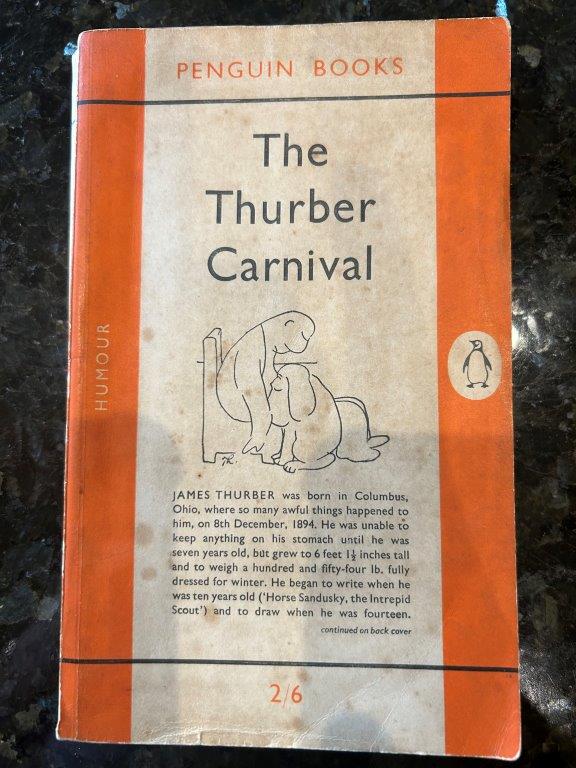 PENGUIN BOOKS
The
Thurber
Carnival
HUMOUR
Th.
JAMES THURBER was born in Columbus,
Ohio, where so many awful things happened to
him, on 8th December, 1894. He was unable to
keep anything on his stomach until he was
seven years old, but grew to 6 feet 1½ inches tall
and to weigh a hundred and fifty-four lb. fully
dressed for winter. He began to write when he
was ten years old ('Horse Sandusky, the Intrepid
Scout') and to draw when he was fourteen.
continued on back cover
2/6